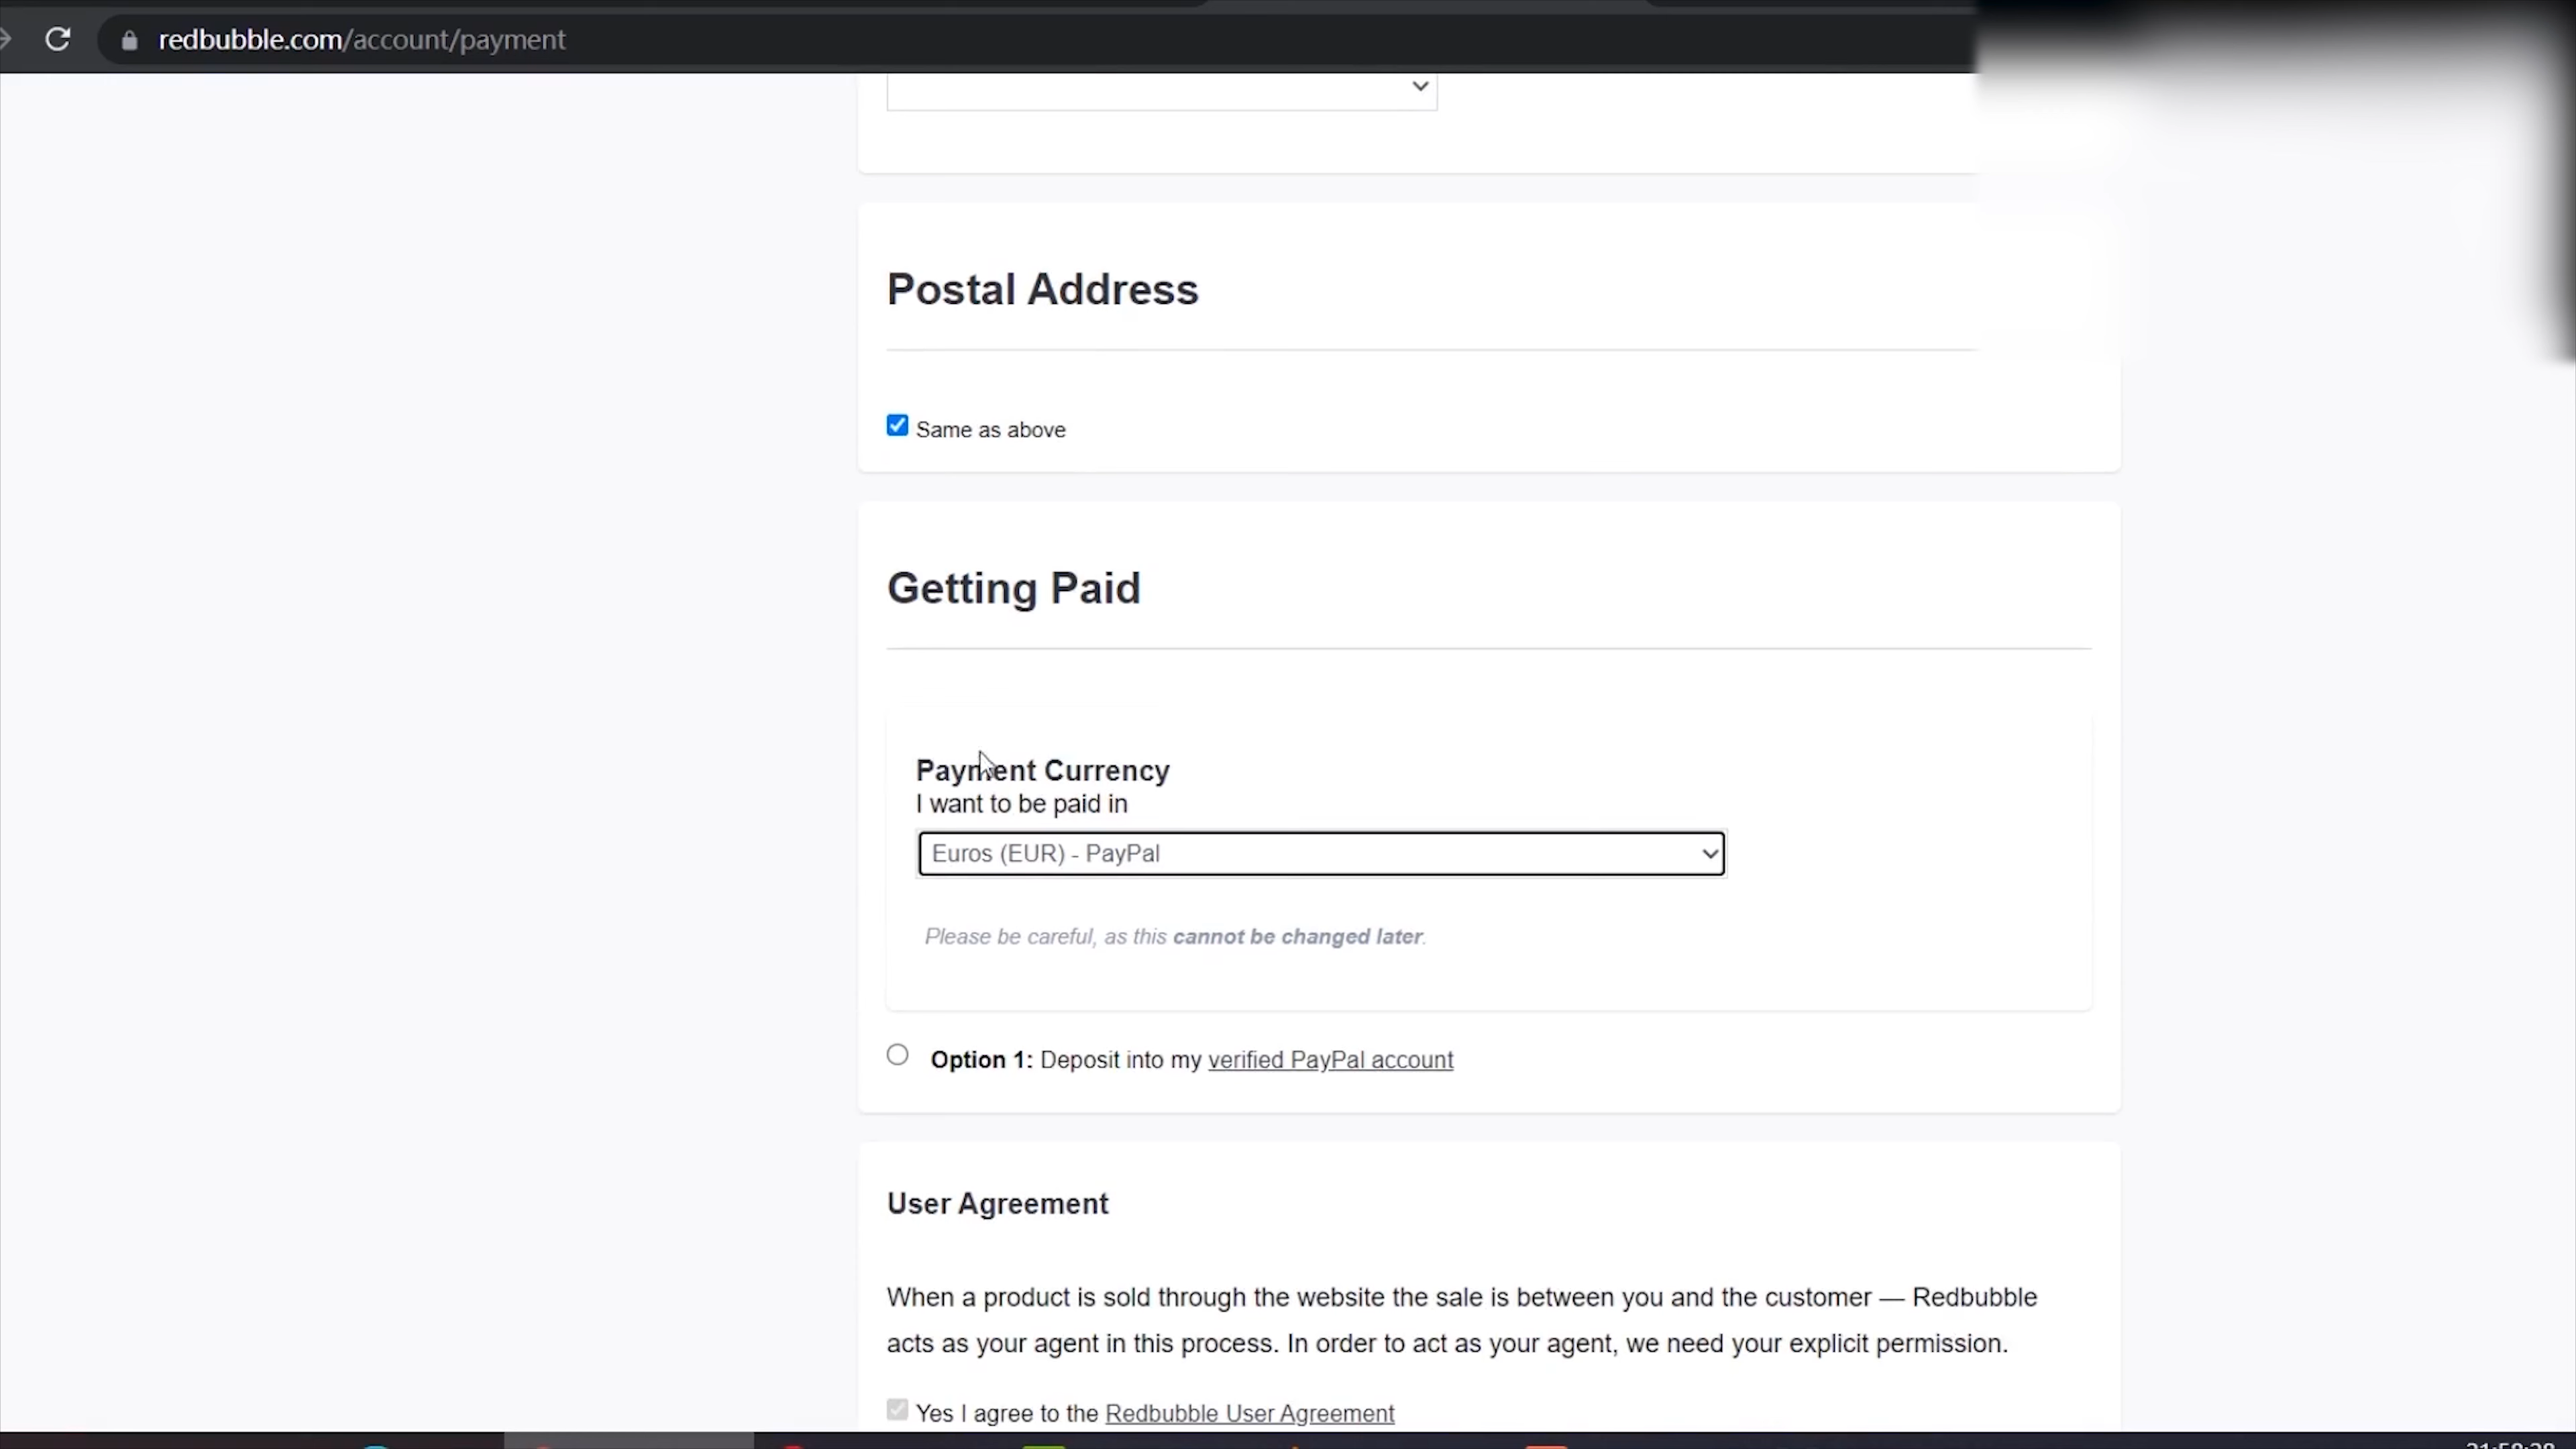 redbubble.com/account/payment
Postal Address
Same as above
Getting Paid
Payment Currency
I want to be paid in
Euros (EUR) - PayPal
Please be careful, as this cannot be changed later.
Option 1: Deposit into my verified PayPal account
User Agreement
When a product is sold through the website the sale is between you and the customer — Redbubble
acts as your agent in this process. In order to act as your agent, we need your explicit permission.
Yes I agree to the Redbubble User Agreement